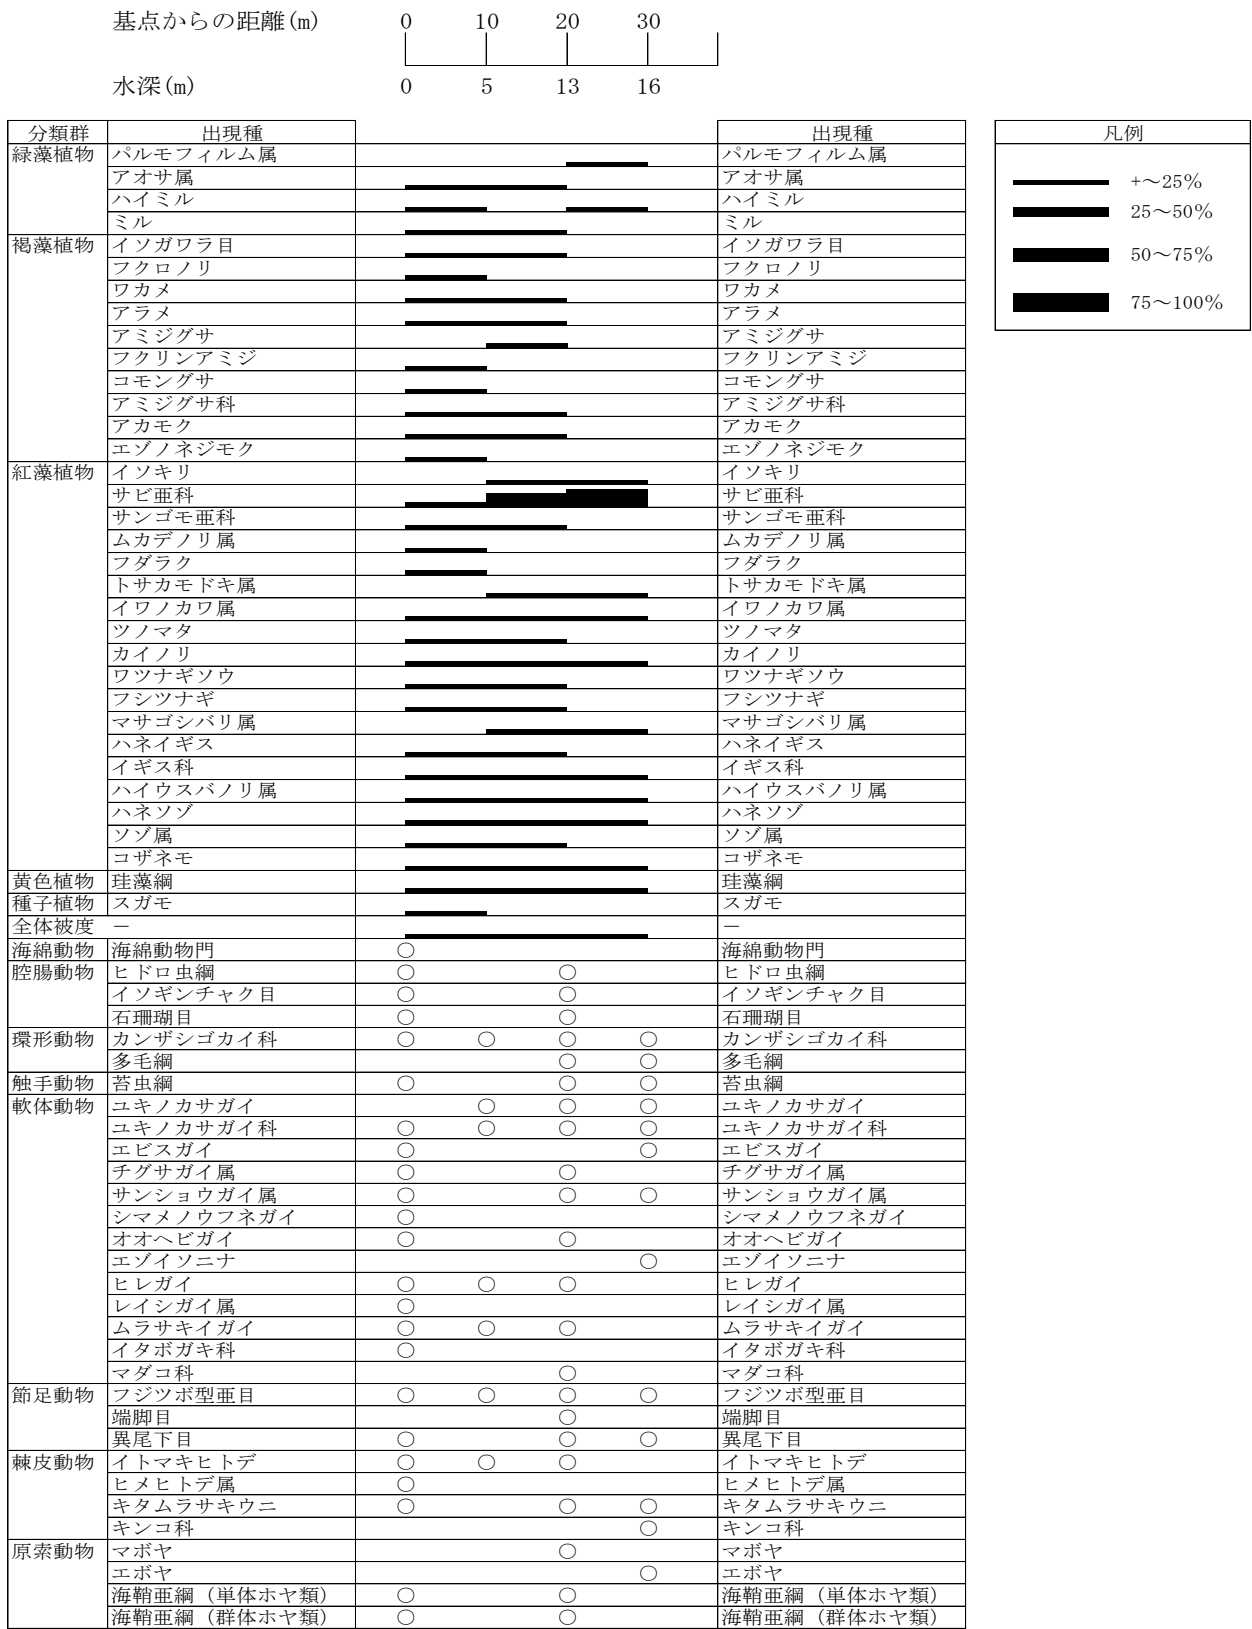 基点からの距離(m) 0 10 20 30
水深(m) 0 5 13 16
分類群 出現種 出現種 凡例
緑藻植物 パルモフィルム属 パルモフィルム属
アオサ属 アオサ属 +～25%
ハイミル ハイミル 25～50%
ミル ミル
褐藻植物 イソガワラ目 イソガワラ目 50～75%
フクロノリ フクロノリ
ワカメ ワカメ 75～100%
アラメ アラメ
アミジグサ アミジグサ
フクリンアミジ フクリンアミジ
コモングサ コモングサ
アミジグサ科 アミジグサ科
アカモク アカモク
エゾノネジモク エゾノネジモク
紅藻植物 イソキリ イソキリ
サビ亜科 サビ亜科
サンゴモ亜科 サンゴモ亜科
ムカデノリ属 ムカデノリ属
フダラク フダラク
トサカモドキ属 トサカモドキ属
イワノカワ属 イワノカワ属
ツノマタ ツノマタ
カイノリ カイノリ
ワツナギソウ ワツナギソウ
フシツナギ フシツナギ
マサゴシバリ属 マサゴシバリ属
ハネイギス ハネイギス
イギス科 イギス科
ハイウスバノリ属 ハイウスバノリ属
ハネソゾ ハネソゾ
ソゾ属 ソゾ属
コザネモ コザネモ
黄色植物 珪藻綱 珪藻綱
種子植物 スガモ スガモ
全体被度 － －
海綿動物 海綿動物門 ○ 海綿動物門
腔腸動物 ヒドロ虫綱 ○ ○ ヒドロ虫綱
イソギンチャク目 ○ ○ イソギンチャク目
石珊瑚目 ○ ○ 石珊瑚目
環形動物 カンザシゴカイ科 ○ ○ ○ ○ カンザシゴカイ科
多毛綱 ○ ○ 多毛綱
触手動物 苔虫綱 ○ ○ ○ 苔虫綱
軟体動物 ユキノカサガイ ○ ○ ○ ユキノカサガイ
ユキノカサガイ科 ○ ○ ○ ○ ユキノカサガイ科
エビスガイ ○ ○ エビスガイ
チグサガイ属 ○ ○ チグサガイ属
サンショウガイ属 ○ ○ ○ サンショウガイ属
シマメノウフネガイ ○ シマメノウフネガイ
オオヘビガイ ○ ○ オオヘビガイ
エゾイソニナ ○ エゾイソニナ
ヒレガイ ○ ○ ○ ヒレガイ
レイシガイ属 ○ レイシガイ属
ムラサキイガイ ○ ○ ○ ムラサキイガイ
イタボガキ科 ○ イタボガキ科
マダコ科 ○ マダコ科
節足動物 フジツボ型亜目 ○ ○ ○ ○ フジツボ型亜目
端脚目 ○ 端脚目
異尾下目 ○ ○ ○ 異尾下目
棘皮動物 イトマキヒトデ ○ ○ ○ イトマキヒトデ
ヒメヒトデ属 ○ ヒメヒトデ属
キタムラサキウニ ○ ○ ○ キタムラサキウニ
キンコ科 ○ キンコ科
原索動物 マボヤ ○ マボヤ
エボヤ ○ エボヤ
海鞘亜綱（単体ホヤ類） ○ ○ 海鞘亜綱（単体ホヤ類）
海鞘亜綱（群体ホヤ類） ○ ○ 海鞘亜綱（群体ホヤ類）